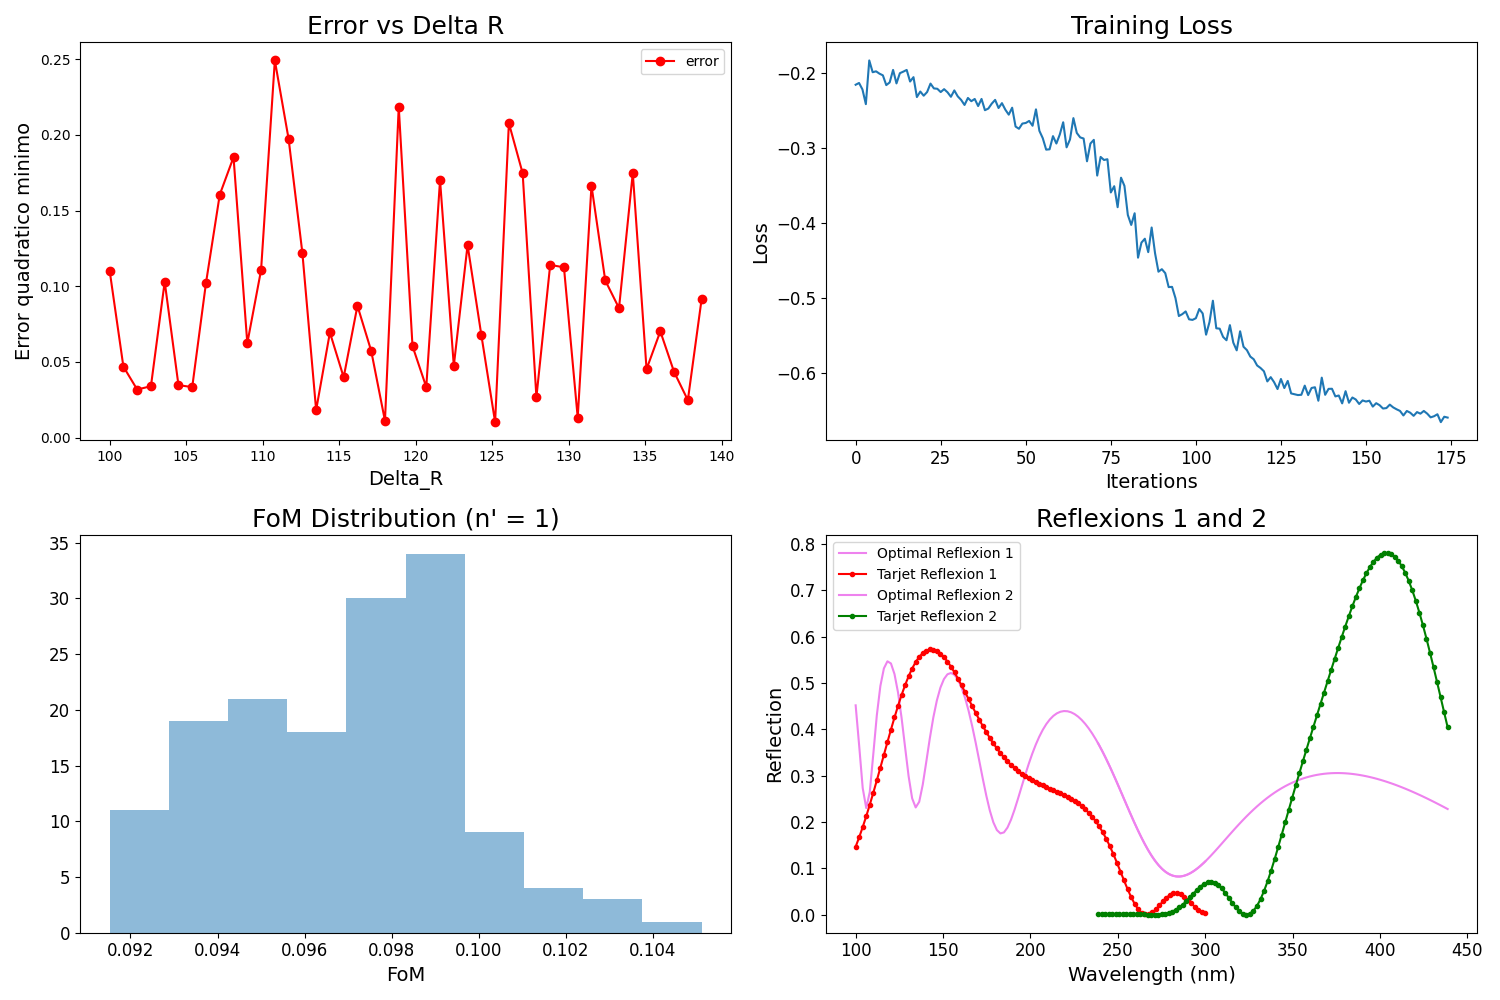 Error vs Delta R
error
Error quadratico minimo
0.25
0.20
0.15
0.10
0.05
0.00
100 105 110 115 120 125 130 135 140
Delta_R
Training Loss
Loss
−0.2
−0.3
−0.4
−0.5
−0.6
0 25 50 75 100 125 150 175
Iterations
FoM Distribution (n' = 1)
35
30
25
20
15
10
5
0
0.092 0.094 0.096 0.098 0.100 0.102 0.104
FoM
Reflexions 1 and 2
Optimal Reflexion 1
Tarjet Reflexion 1
Optimal Reflexion 2
Tarjet Reflexion 2
Reflection
0.8
0.7
0.6
0.5
0.4
0.3
0.2
0.1
0.0
100 150 200 250 300 350 400 450
Wavelength (nm)